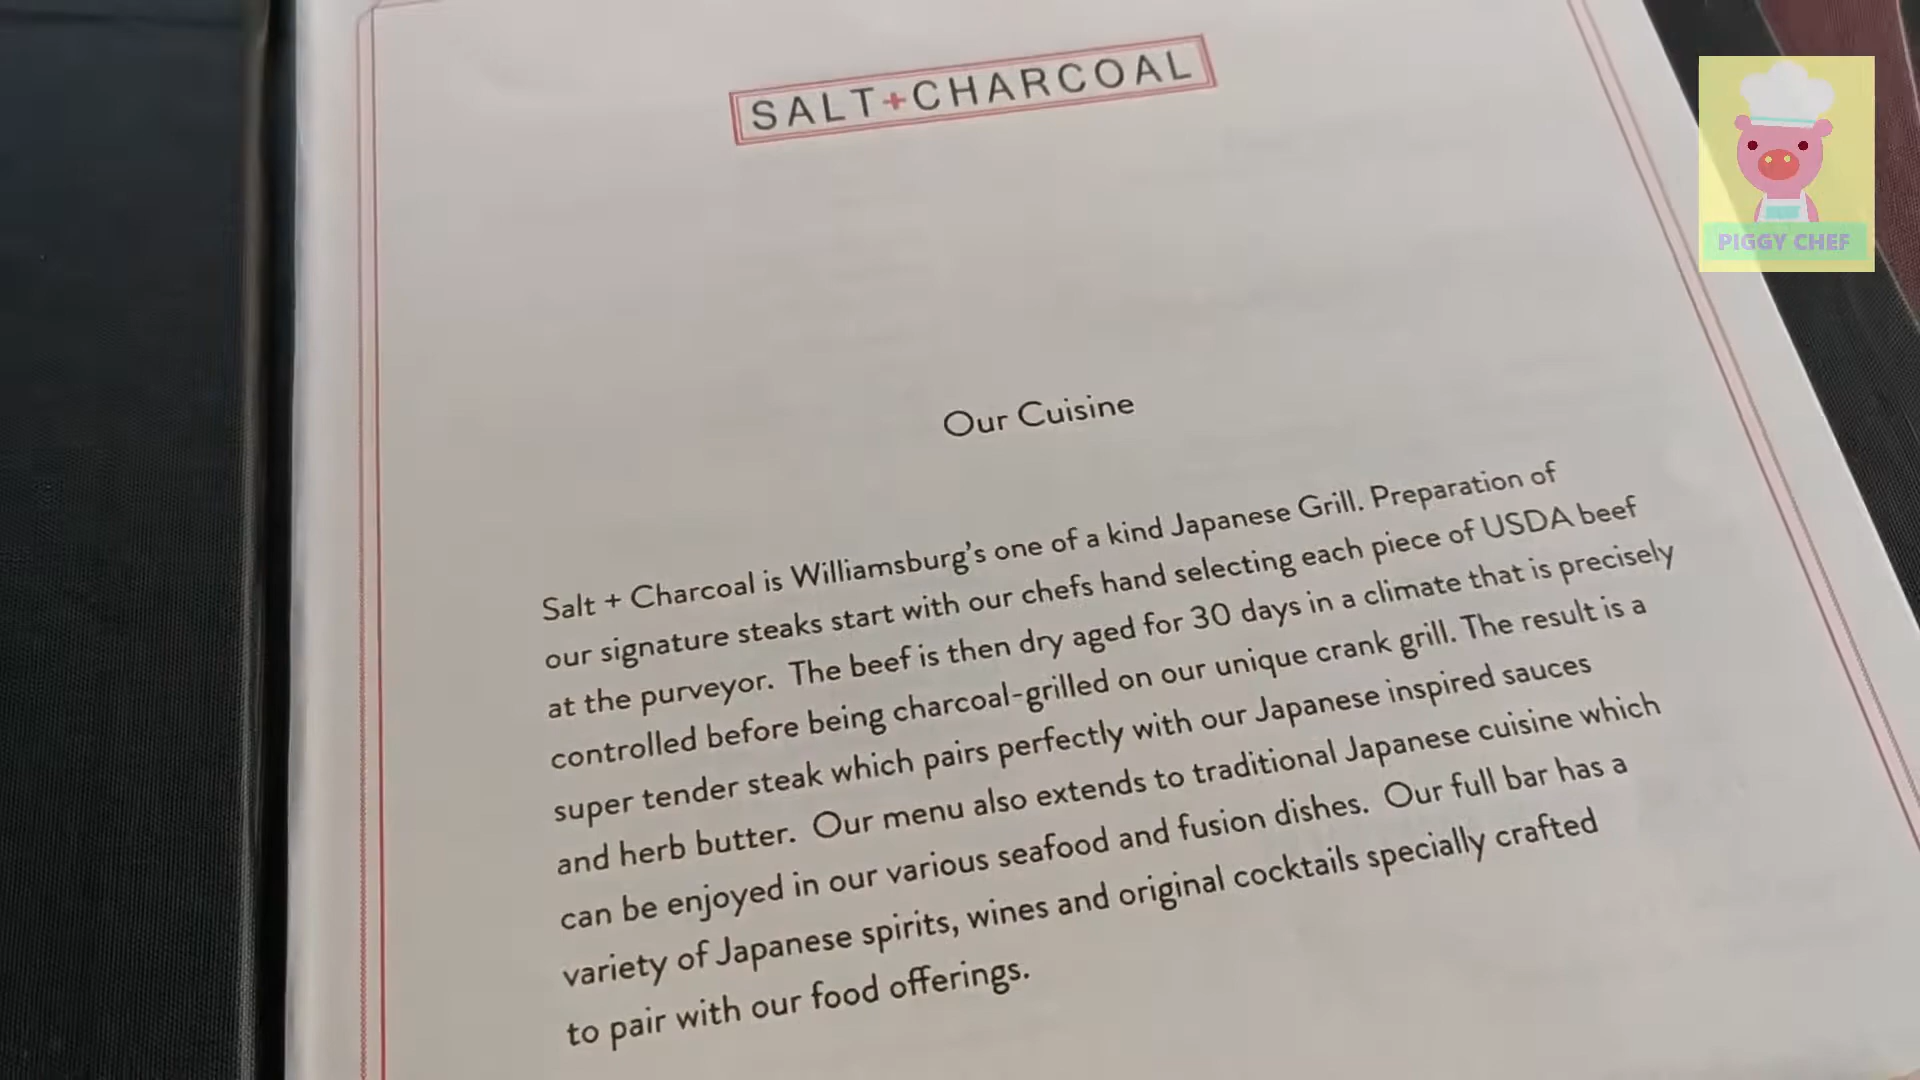 SALT+CHARCOAL
PIGGY CHEF
Our Cuisine
Salt + Charcoal is Williamsburg's one of a kind Japanese Grill. Preparation of
our signature steaks start with our chefs hand selecting each piece of USDA beef
at the purveyor. The beef is then dry aged for 30 days in a climate that is precisely
controlled before being charcoal-grilled on our unique crank grill. The result is a
super tender steak which pairs perfectly with our Japanese inspired sauces
and herb butter. Our menu also extends to traditional Japanese cuisine which
can be enjoyed in our various seafood and fusion dishes. Our full bar has a
variety of Japanese spirits, wines and original cocktails specially crafted
to pair with our food offerings.